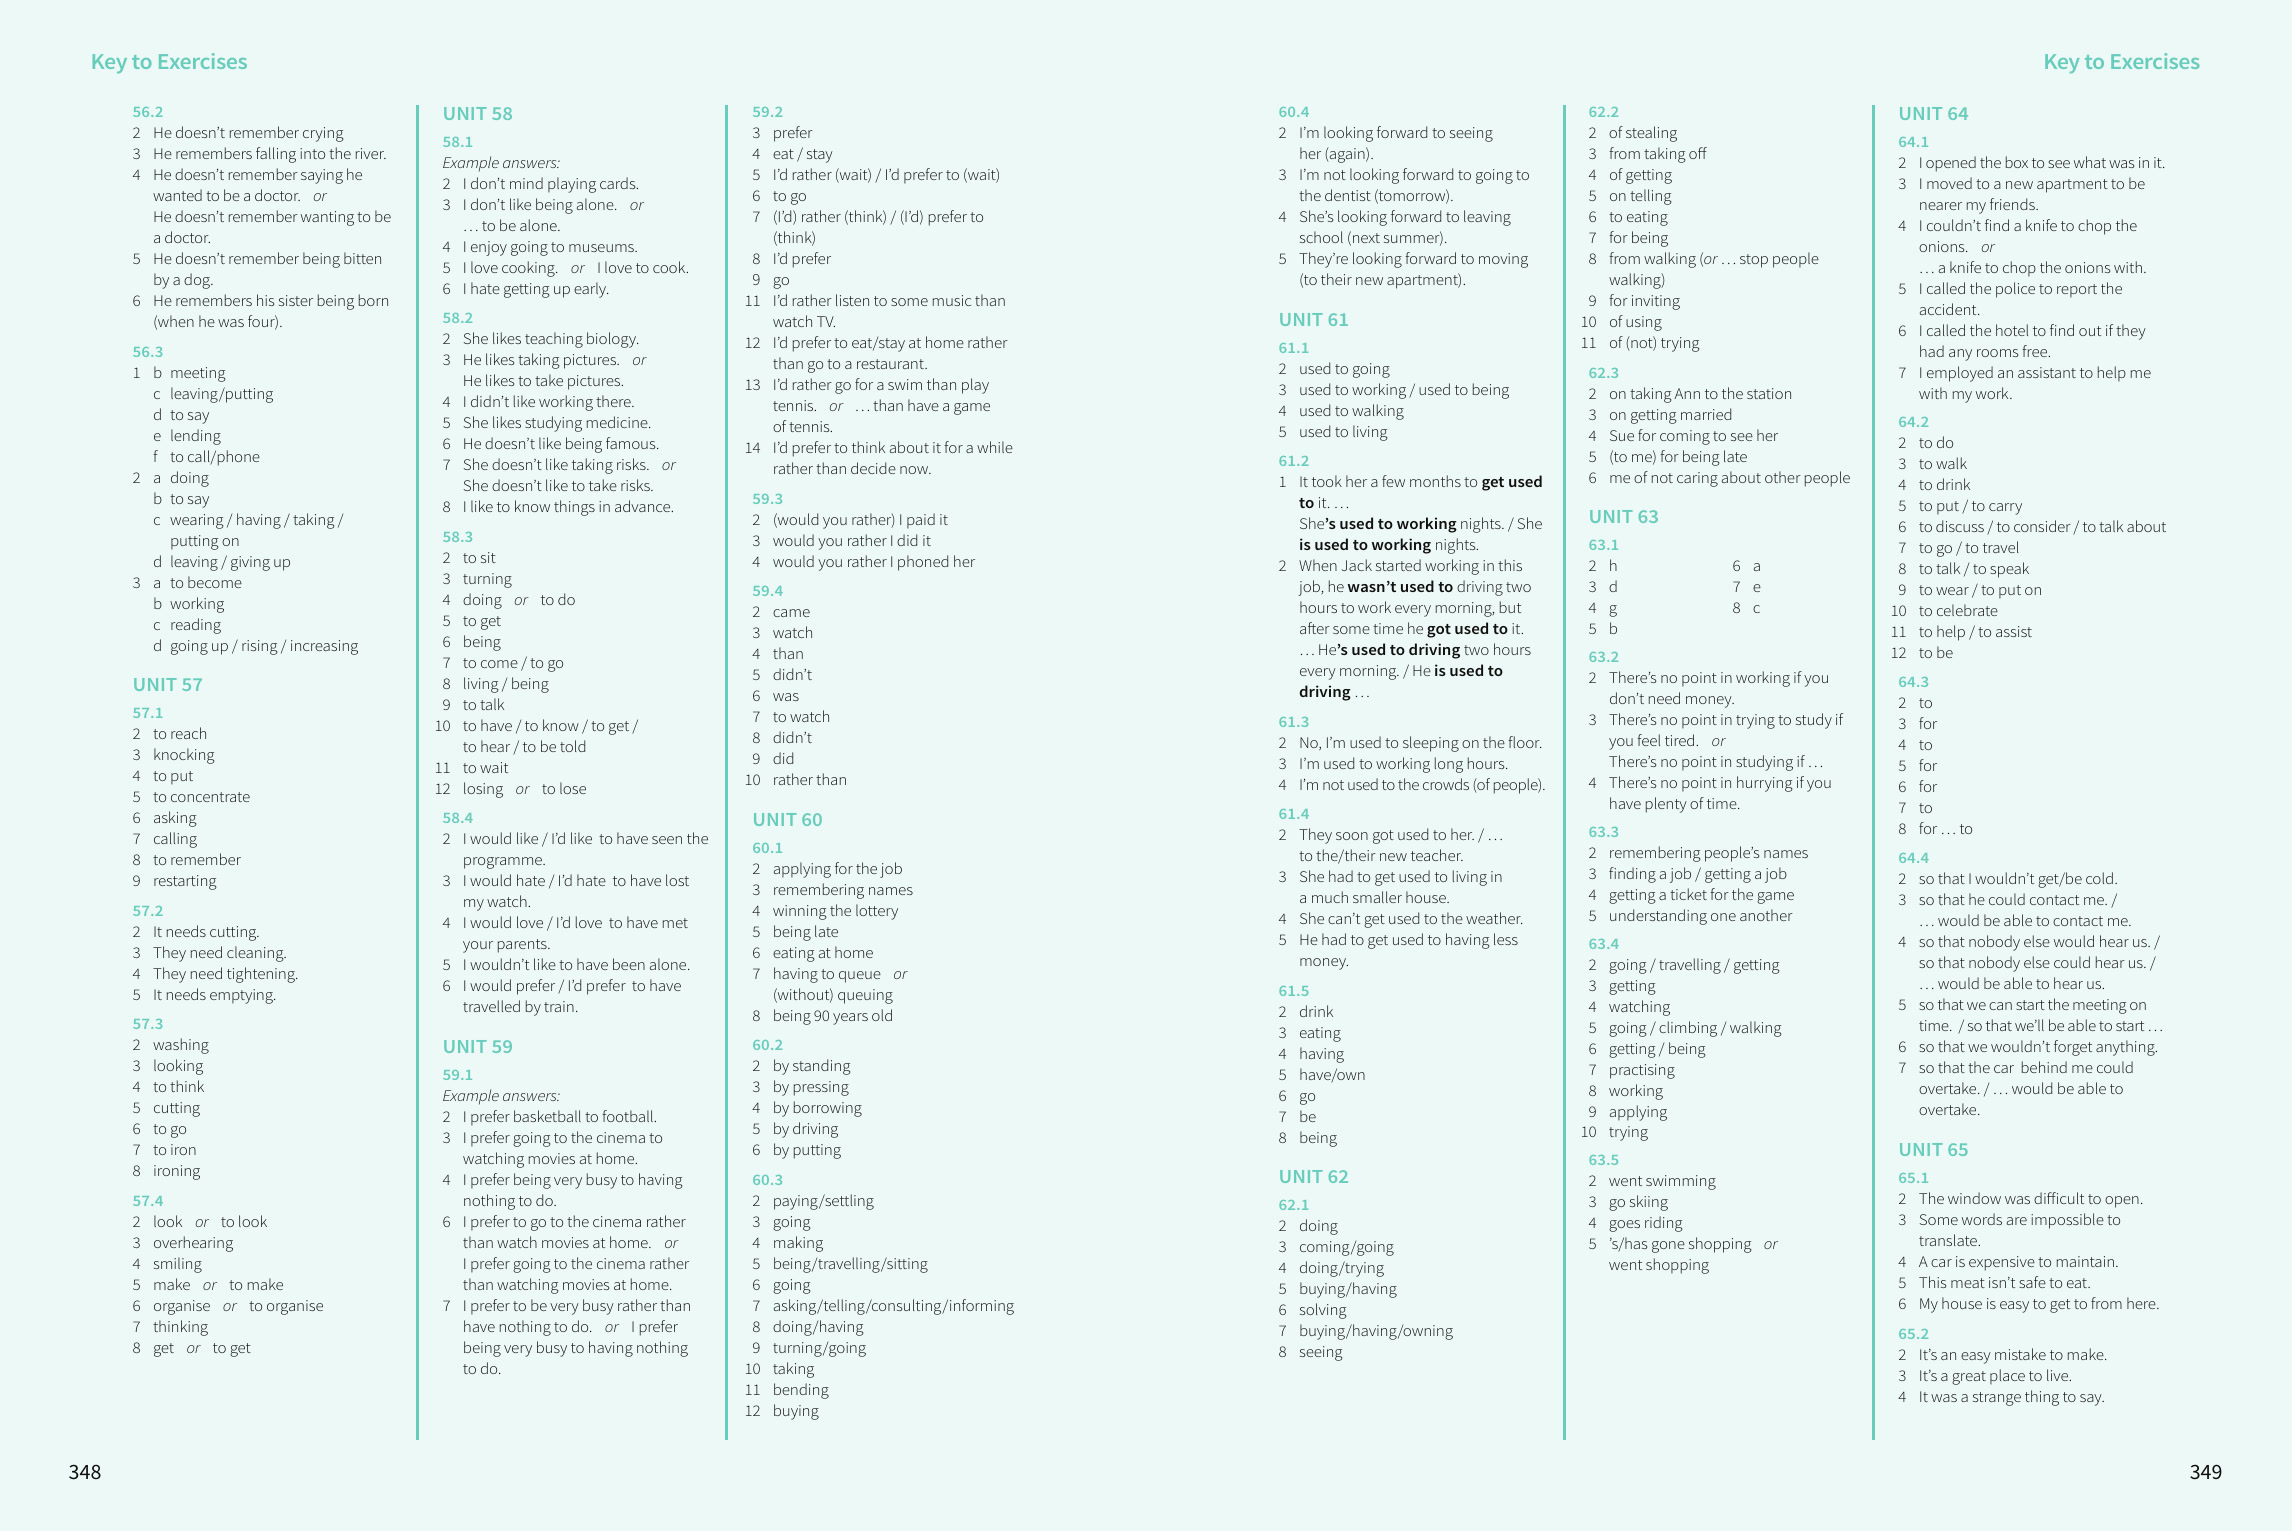 Key to Exercises
56.2
2 He doesn’t remember crying
3 He remembers falling into the river.
4 He doesn’t remember saying he
wanted to be a doctor. or
He doesn’t remember wanting to be
a doctor.
5 He doesn’t remember being bitten
by a dog.
6 He remembers his sister being born
(when he was four).
56.3
1 b meeting
c leaving/putting
d to say
e lending
f to call/phone
2 a doing
b to say
c wearing / having / taking /
putting on
d leaving / giving up
3 a to become
b working
c reading
d going up / rising / increasing
UNIT 57
57.1
2 to reach
3 knocking
4 to put
5 to concentrate
6 asking
7 calling
8 to remember
9 restarting
57.2
2 It needs cutting.
3 They need cleaning.
4 They need tightening.
5 It needs emptying.
57.3
2 washing
3 looking
4 to think
5 cutting
6 to go
7 to iron
8 ironing
57.4
2 look or to look
3 overhearing
4 smiling
5 make or to make
6 organise or to organise
7 thinking
8 get or to get
UNIT 58
58.1
Example answers:
2 I don’t mind playing cards.
3 I don’t like being alone. or
… to be alone.
4 I enjoy going to museums.
5 I love cooking. or I love to cook.
6 I hate getting up early.
58.2
2 She likes teaching biology.
3 He likes taking pictures. or
He likes to take pictures.
4 I didn’t like working there.
5 She likes studying medicine.
6 He doesn’t like being famous.
7 She doesn’t like taking risks. or
She doesn’t like to take risks.
8 I like to know things in advance.
58.3
2 to sit
3 turning
4 doing or to do
5 to get
6 being
7 to come / to go
8 living / being
9 to talk
10 to have / to know / to get /
to hear / to be told
11 to wait
12 losing or to lose
58.4
2 I would like / I’d like to have seen the
programme.
3 I would hate / I’d hate to have lost
my watch.
4 I would love / I’d love to have met
your parents.
5 I wouldn’t like to have been alone.
6 I would prefer / I’d prefer to have
travelled by train.
UNIT 59
59.1
Example answers:
2 I prefer basketball to football.
3 I prefer going to the cinema to
watching movies at home.
4 I prefer being very busy to having
nothing to do.
6 I prefer to go to the cinema rather
than watch movies at home. or
I prefer going to the cinema rather
than watching movies at home.
7 I prefer to be very busy rather than
have nothing to do. or I prefer
being very busy to having nothing
to do.
59.2
3 prefer
4 eat / stay
5 I’d rather (wait) / I’d prefer to (wait)
6 to go
7 (I’d) rather (think) / (I’d) prefer to
(think)
8 I’d prefer
9 go
11 I’d rather listen to some music than
watch TV.
12 I’d prefer to eat/stay at home rather
than go to a restaurant.
13 I’d rather go for a swim than play
tennis. or … than have a game
of tennis.
14 I’d prefer to think about it for a while
rather than decide now.
59.3
2 (would you rather) I paid it
3 would you rather I did it
4 would you rather I phoned her
59.4
2 came
3 watch
4 than
5 didn’t
6 was
7 to watch
8 didn’t
9 did
10 rather than
UNIT 60
60.1
2 applying for the job
3 remembering names
4 winning the lottery
5 being late
6 eating at home
7 having to queue or
(without) queuing
8 being 90 years old
60.2
2 by standing
3 by pressing
4 by borrowing
5 by driving
6 by putting
60.3
2 paying/settling
3 going
4 making
5 being/travelling/sitting
6 going
7 asking/telling/consulting/informing
8 doing/having
9 turning/going
10 taking
11 bending
12 buying
348
Key to Exercises
60.4
2 I’m looking forward to seeing
her (again).
3 I’m not looking forward to going to
the dentist (tomorrow).
4 She’s looking forward to leaving
school (next summer).
5 They’re looking forward to moving
(to their new apartment).
UNIT 61
61.1
2 used to going
3 used to working / used to being
4 used to walking
5 used to living
61.2
1 It took her a few months to get used
to it. …
She’s used to working nights. / She
is used to working nights.
2 When Jack started working in this
job, he wasn’t used to driving two
hours to work every morning, but
after some time he got used to it.
… He’s used to driving two hours
every morning. / He is used to
driving …
61.3
2 No, I’m used to sleeping on the floor.
3 I’m used to working long hours.
4 I’m not used to the crowds (of people).
61.4
2 They soon got used to her. / …
to the/their new teacher.
3 She had to get used to living in
a much smaller house.
4 She can’t get used to the weather.
5 He had to get used to having less
money.
61.5
2 drink
3 eating
4 having
5 have/own
6 go
7 be
8 being
UNIT 62
62.1
2 doing
3 coming/going
4 doing/trying
5 buying/having
6 solving
7 buying/having/owning
8 seeing
62.2
2 of stealing
3 from taking off
4 of getting
5 on telling
6 to eating
7 for being
8 from walking (or … stop people
walking)
9 for inviting
10 of using
11 of (not) trying
62.3
2 on taking Ann to the station
3 on getting married
4 Sue for coming to see her
5 (to me) for being late
6 me of not caring about other people
UNIT 63
63.1
2 h 6 a
3 d 7 e
4 g 8 c
5 b
63.2
2 There’s no point in working if you
don’t need money.
3 There’s no point in trying to study if
you feel tired. or
There’s no point in studying if …
4 There’s no point in hurrying if you
have plenty of time.
63.3
2 remembering people’s names
3 finding a job / getting a job
4 getting a ticket for the game
5 understanding one another
63.4
2 going / travelling / getting
3 getting
4 watching
5 going / climbing / walking
6 getting / being
7 practising
8 working
9 applying
10 trying
63.5
2 went swimming
3 go skiing
4 goes riding
5 ’s/has gone shopping or
went shopping
UNIT 64
64.1
2 I opened the box to see what was in it.
3 I moved to a new apartment to be
nearer my friends.
4 I couldn’t find a knife to chop the
onions. or
… a knife to chop the onions with.
5 I called the police to report the
accident.
6 I called the hotel to find out if they
had any rooms free.
7 I employed an assistant to help me
with my work.
64.2
2 to do
3 to walk
4 to drink
5 to put / to carry
6 to discuss / to consider / to talk about
7 to go / to travel
8 to talk / to speak
9 to wear / to put on
10 to celebrate
11 to help / to assist
12 to be
64.3
2 to
3 for
4 to
5 for
6 for
7 to
8 for … to
64.4
2 so that I wouldn’t get/be cold.
3 so that he could contact me. /
… would be able to contact me.
4 so that nobody else would hear us. /
so that nobody else could hear us. /
… would be able to hear us.
5 so that we can start the meeting on
time. / so that we’ll be able to start …
6 so that we wouldn’t forget anything.
7 so that the car behind me could
overtake. / … would be able to
overtake.
UNIT 65
65.1
2 The window was difficult to open.
3 Some words are impossible to
translate.
4 A car is expensive to maintain.
5 This meat isn’t safe to eat.
6 My house is easy to get to from here.
65.2
2 It’s an easy mistake to make.
3 It’s a great place to live.
4 It was a strange thing to say.
349